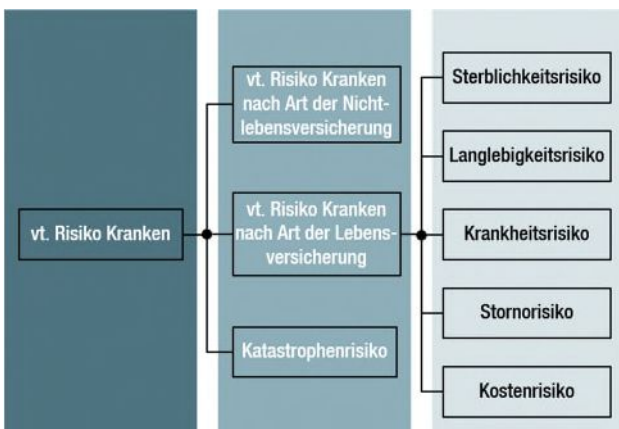 vt. Risiko Kranken
vt. Risiko Kranken
nach Art der Nicht-
lebensversicherung
vt. Risiko Kranken
nach Art der Lebens-
versicherung
Katastrophenrisiko
Sterblichkeitsrisiko
Langlebigkeitsrisiko
Krankheitsrisiko
Stornorisiko
Kostenrisiko